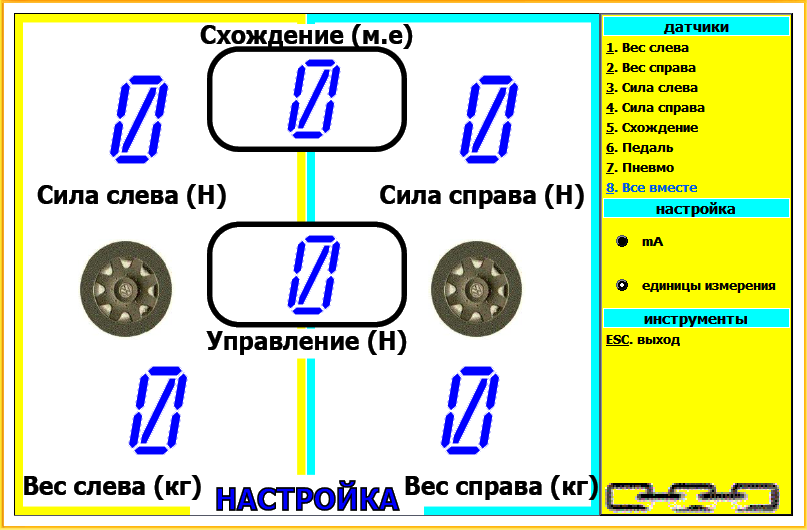 Схождение (м.е)
0
0
0
Сила слева (Н)
Сила справа (Н)
0
Управление (Н)
0
0
Вес слева (кг)
НАСТРОЙКА
Вес справа (кг)
датчики
1. Вес слева
2. Вес справа
3. Сила слева
4. Сила справа
5. Схождение
6. Педаль
7. Пневмо
8. Все вместе
настройка
mA
единицы измерения
инструменты
ESC. выход